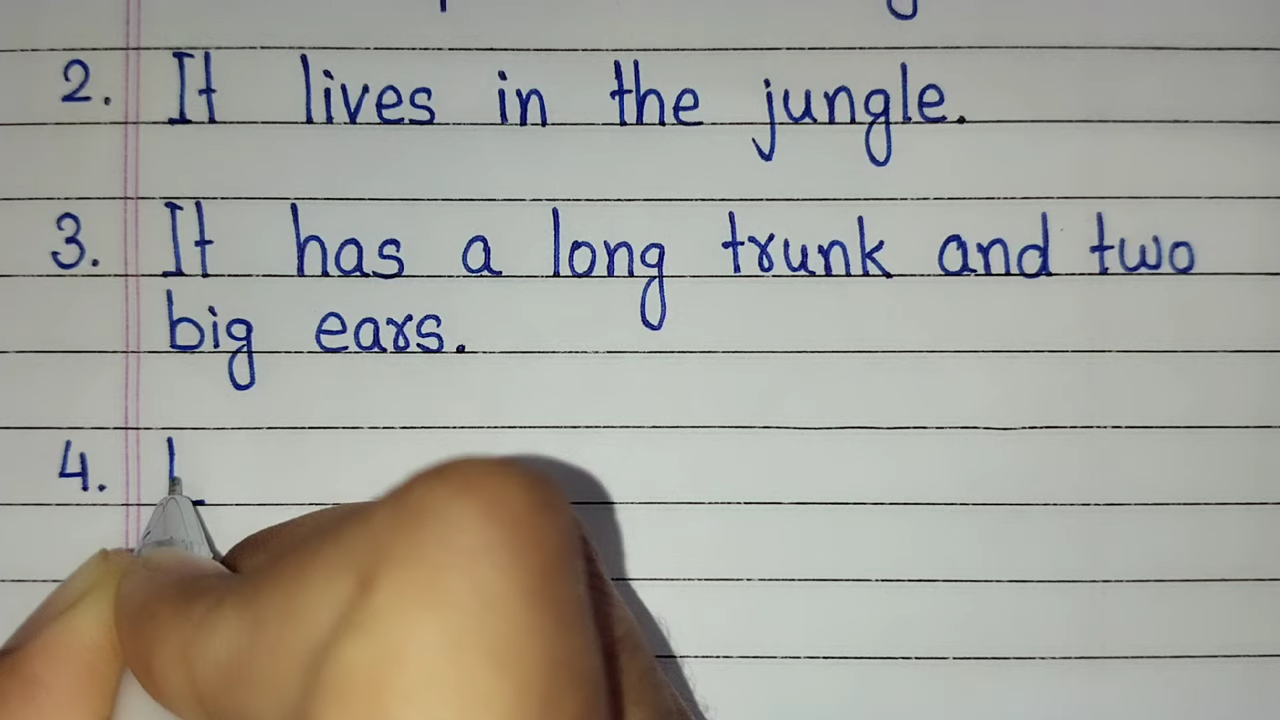 2. It lives in the jungle.
3. It has a long trunk and two
big ears.
4.